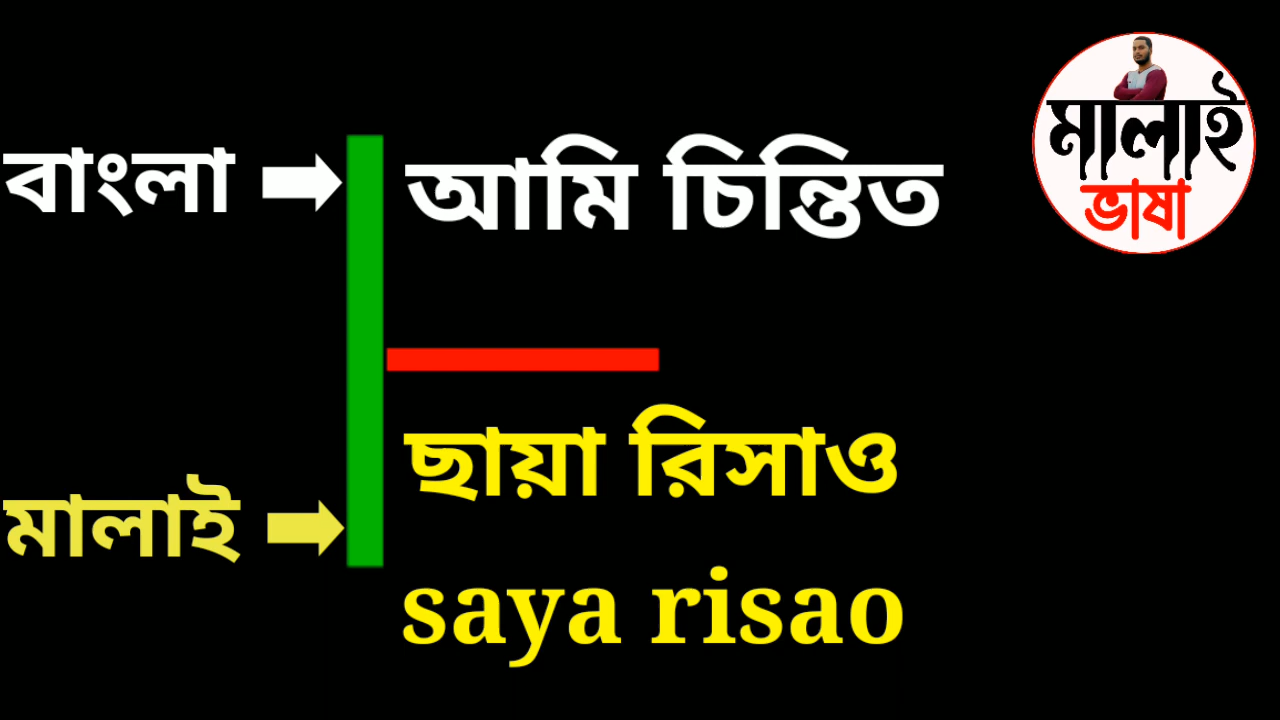 বাংলা ➡ আমি চিন্তিত
মালাই
ভাষা
ছায়া রিসাও
মালাই ➡
saya risao